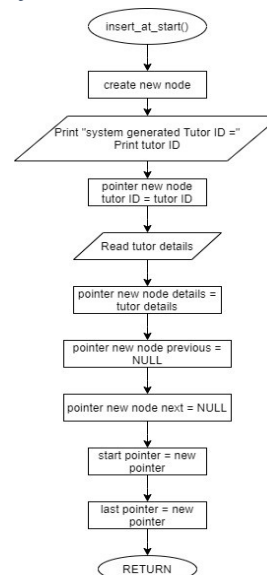 insert_at_start()
create new node
Print "system generated Tutor ID ="
Print tutor ID
pointer new node
tutor ID = tutor ID
Read tutor details
pointer new node details =
tutor details
pointer new node previous =
NULL
pointer new node next = NULL
start pointer = new
pointer
last pointer = new
pointer
RETURN